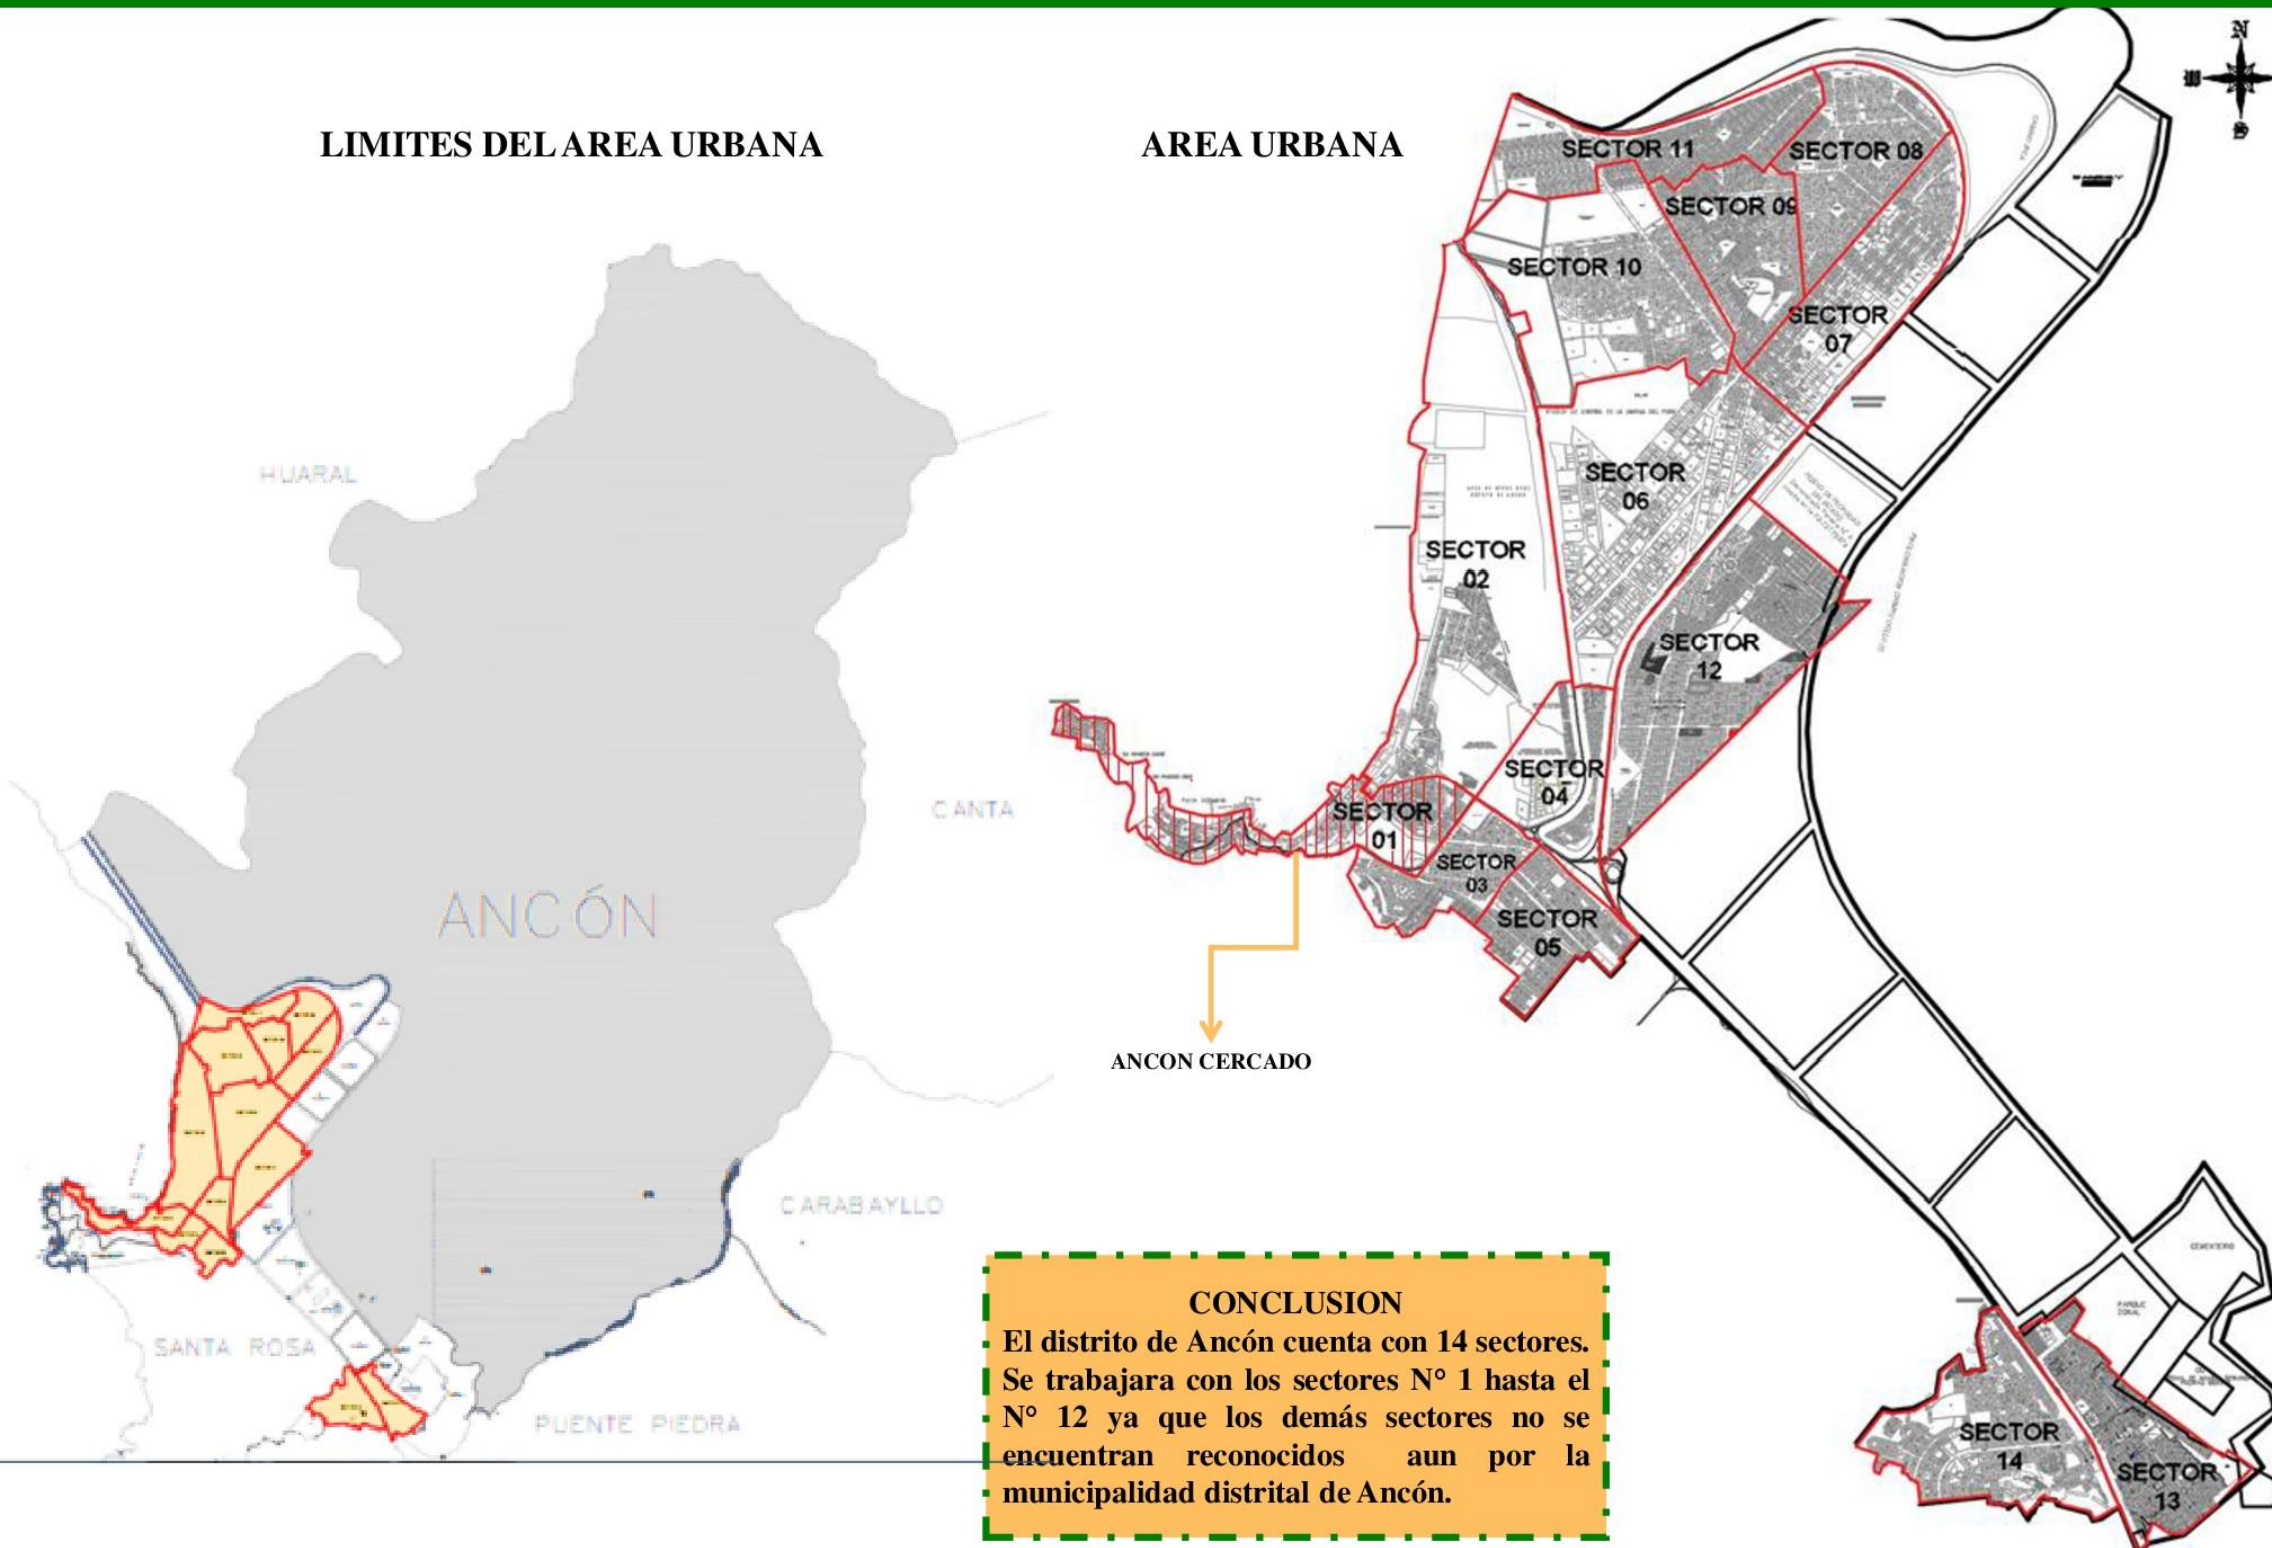 LIMITES DEL AREA URBANA
HUARAL
CANTA
ANCÓN
CARABAYLLO
SANTA ROSA
PUENTE PIEDRA
AREA URBANA
N
SECTOR 11
SECTOR 08
SECTOR 09
SECTOR 10
SECTOR
07
SECTOR
06
SECTOR
02
SECTOR
12
SECTOR
04
SECTOR
01
SECTOR
03
SECTOR
05
ANCON CERCADO
CEMENTERIO
PARQUE
ZONAL
SECTOR
14
SECTOR
13
CONCLUSION
El distrito de Ancón cuenta con 14 sectores.
Se trabajara con los sectores N° 1 hasta el
N° 12 ya que los demás sectores no se
encuentran reconocidos aun por la
municipalidad distrital de Ancón.